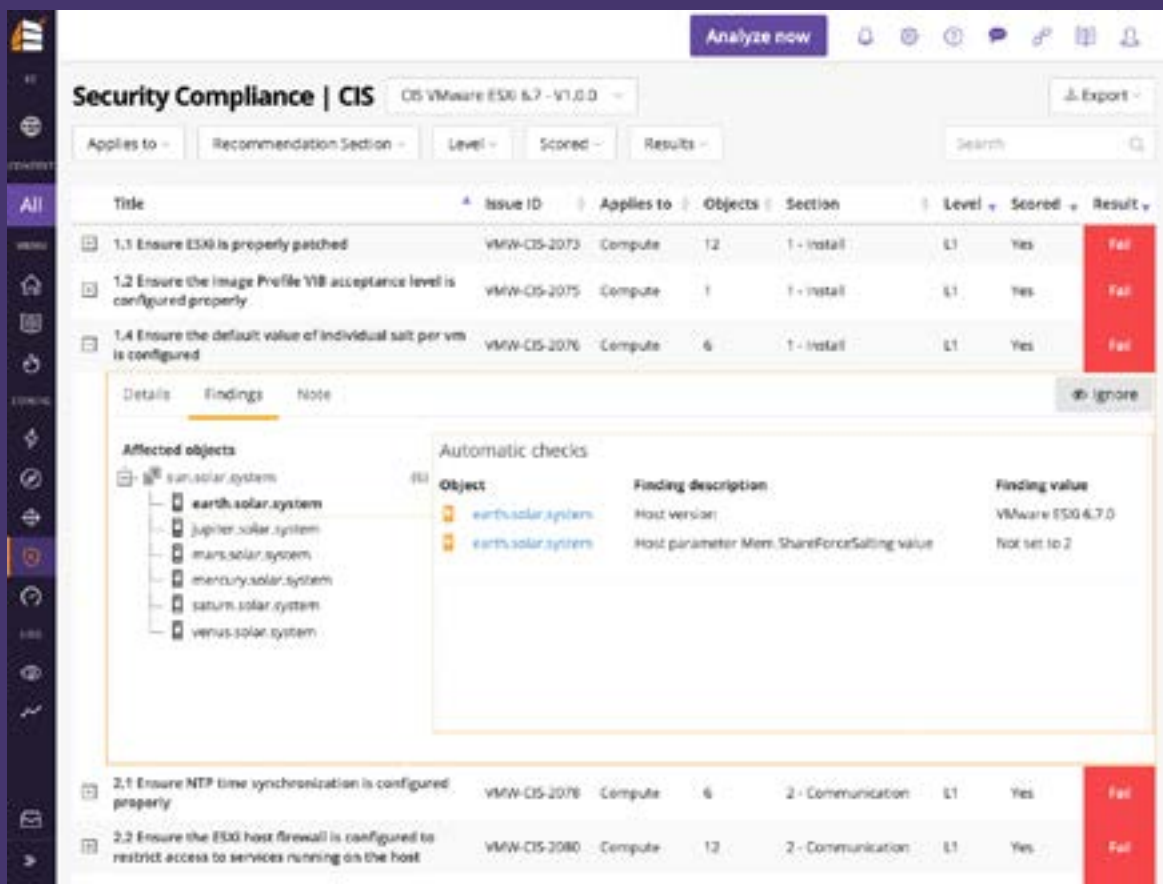 Analyze now
Security Compliance | CIS
CIS VMware ESXi 6.7 - V1.0.0
Export
Applies to
Recommendation Section
Level
Scored
Results
Search
CONTENT
All
MENU
CONFIG
LOG
Title Issue ID Applies to Objects Section Level Scored Result
1.1 Ensure ESXi is properly patched VMW-CIS-2073 Compute 12 1 - Install L1 Yes Fail
1.2 Ensure the Image Profile VIB acceptance level is
configured properly VMW-CIS-2075 Compute 1 1 - Install L1 Yes Fail
1.4 Ensure the default value of individual salt per vm
is configured VMW-CIS-2076 Compute 6 1 - Install L1 Yes Fail
Details Findings Note
Ignore
Affected objects
sun.solar.system (6)
earth.solar.system
jupiter.solar.system
mars.solar.system
mercury.solar.system
saturn.solar.system
venus.solar.system
Automatic checks
Object Finding description Finding value
earth.solar.system Host version VMware ESXi 6.7.0
earth.solar.system Host parameter Mem.ShareForceSalting value Not set to 2
2.1 Ensure NTP time synchronization is configured
properly VMW-CIS-2078 Compute 6 2 - Communication L1 Yes Fail
2.2 Ensure the ESXi host firewall is configured to
restrict access to services running on the host VMW-CIS-2080 Compute 12 2 - Communication L1 Yes Fail